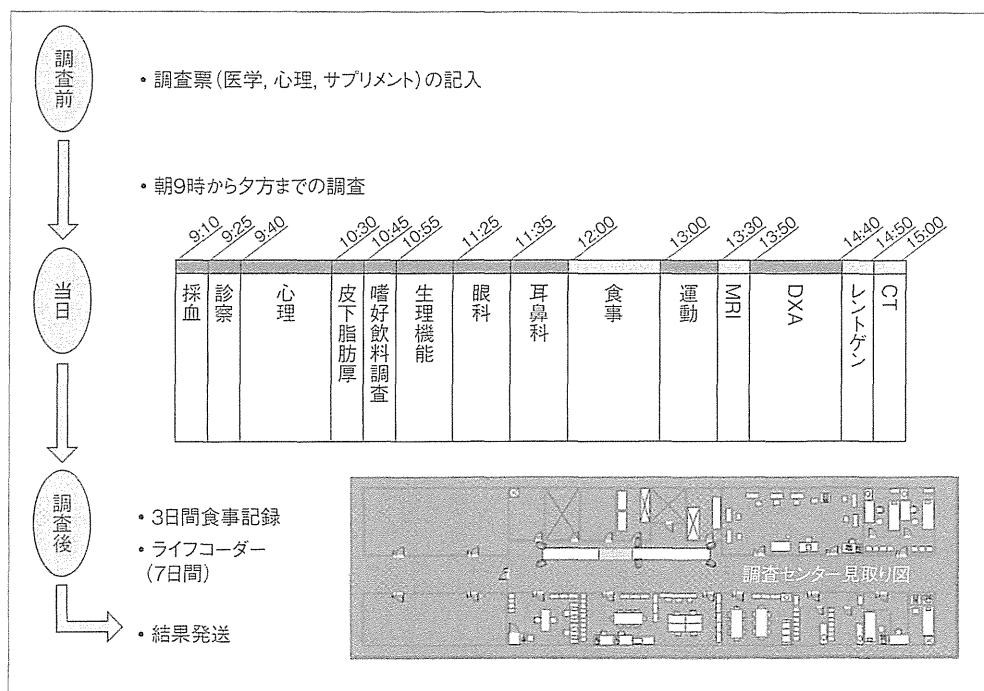 調査前
• 調査票(医学, 心理, サプリメント)の記入
• 朝9時から夕方までの調査
9:10 9:25 9:40 10:30 10:45 10:55 11:25 11:35 12:00 13:00 13:30 13:50 14:40 14:50 15:00
当日
採血
診察
心理
皮下脂肪厚
嗜好飲料調査
生理機能
眼科
耳鼻科
食事
運動
MRI
DXA
レントゲン
CT
調査後
• 3日間食事記録
• ライフコーダー
(7日間)
• 結果発送
調査センター見取り図